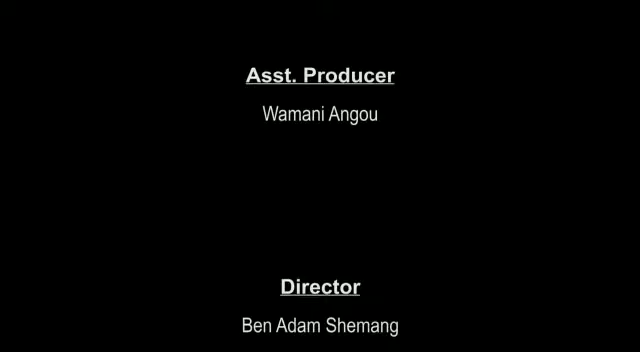 Asst. Producer
Wamani Angou
Director
Ben Adam Shemang